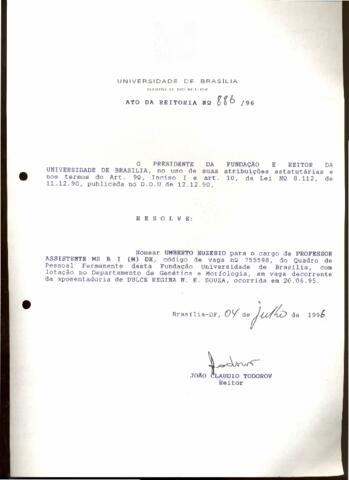 UNIVERSIDADE DE BRASÍLIA
ATO DA REITORIA Nº 886/96
O PRESIDENTE DA FUNDAÇÃO E REITOR DA
UNIVERSIDADE DE BRASÍLIA, no uso de suas atribuições estatutárias e
nos termos do Art. 9º, Inciso I e art. 10, da Lei Nº 8.112, de
11.12.90, publicada no D.O.U de 12.12.90,
R E S O L V E:
Nomear UMBERTO EUZEBIO para o cargo de PROFESSOR
ASSISTENTE MS R I (M) DE, código de vaga nº 755598, do Quadro de
Pessoal Permanente desta Fundação Universidade de Brasília, com
lotação no Departamento de Genética e Morfologia, em vaga decorrente
da aposentadoria de DULCE REGINA N. E. SOUZA, ocorrida em 20.06.95.
Brasília-DF, 04 de julho de 1996
JOÃO CLAUDIO TODOROV
Reitor